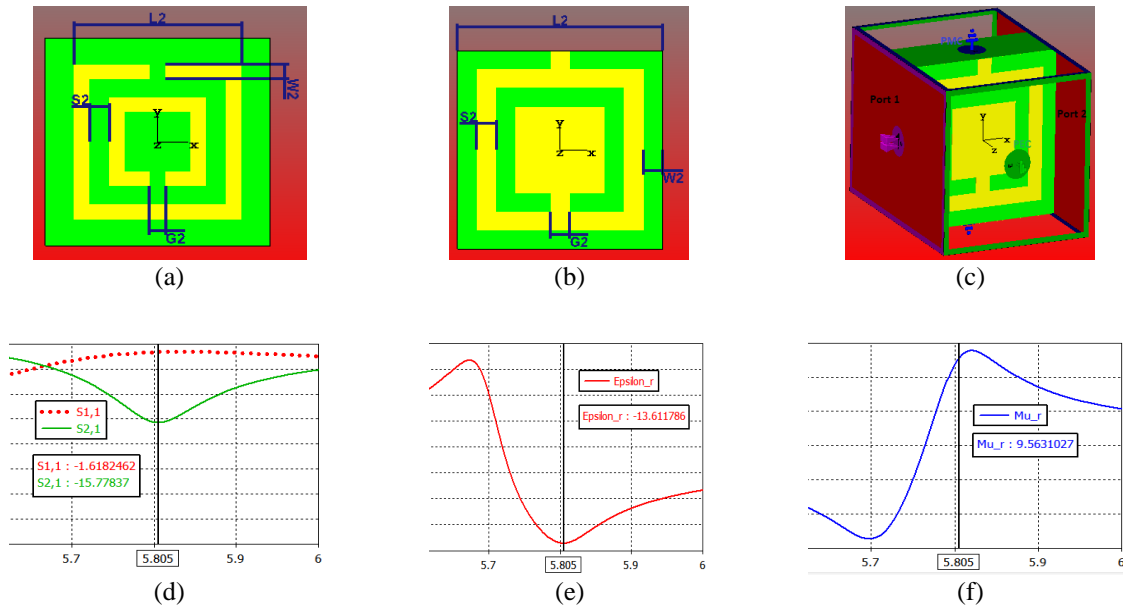 L2
S2
W2
y
z
x
G2
(a)
L2
S2
y
z
x
W2
G2
(b)
PMC
Port 1
Port 2
y
x
z
(c)
S1,1
S2,1
S1,1 : -1.6182462
S2,1 : -15.77837
5.7
5.805
5.9
6
(d)
Epsilon_r
Epsilon_r : -13.611786
5.7
5.805
5.9
6
(e)
Mu_r
Mu_r : 9.5631027
5.7
5.805
5.9
6
(f)